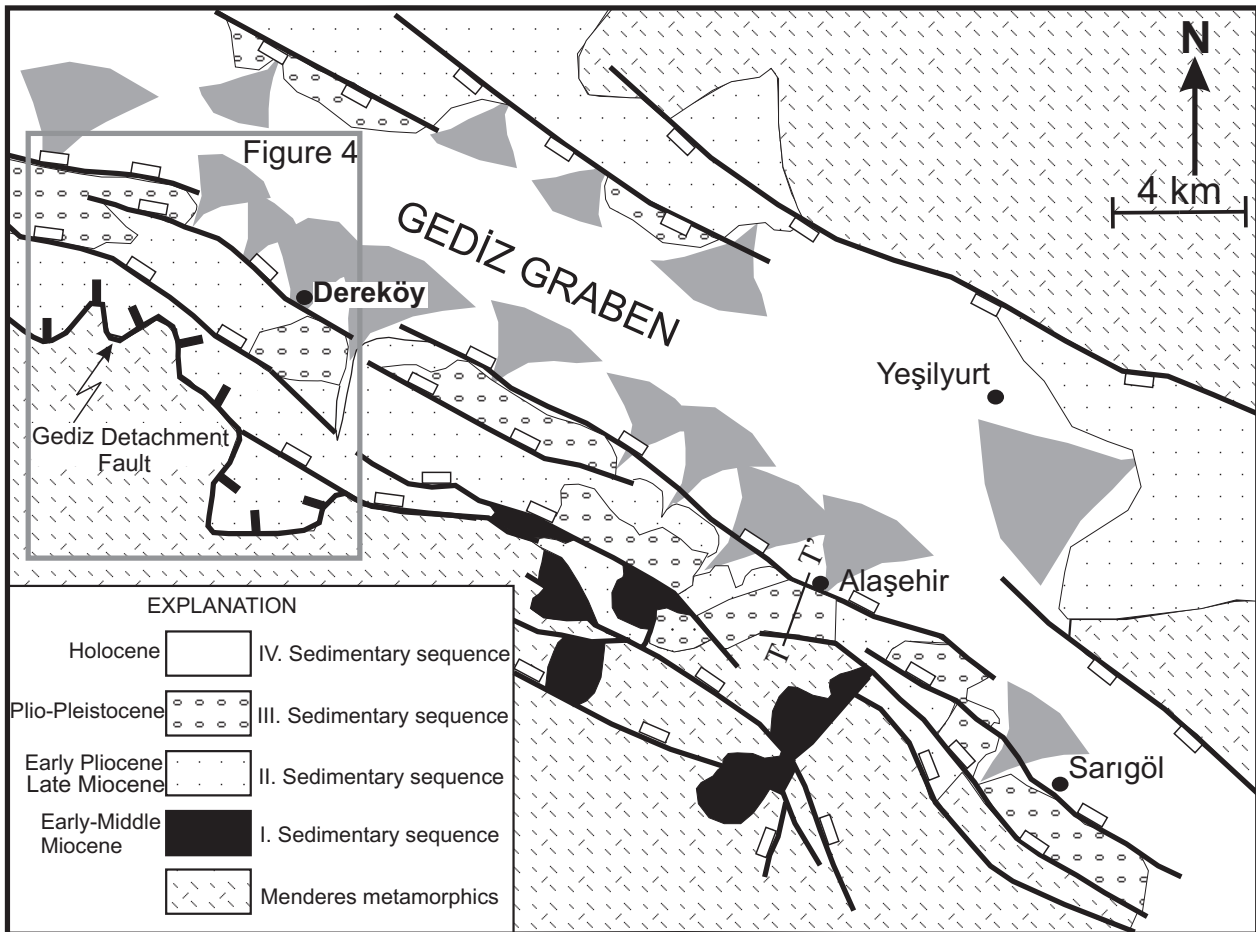 N
4 km
Figure 4
GEDİZ GRABEN
Dereköy
Yeşilyurt
Gediz Detachment
Fault
T'
T
Alaşehir
Sarıgöl
EXPLANATION
Holocene
IV. Sedimentary sequence
Plio-Pleistocene
III. Sedimentary sequence
Early Pliocene
Late Miocene
II. Sedimentary sequence
Early-Middle
Miocene
I. Sedimentary sequence
Menderes metamorphics